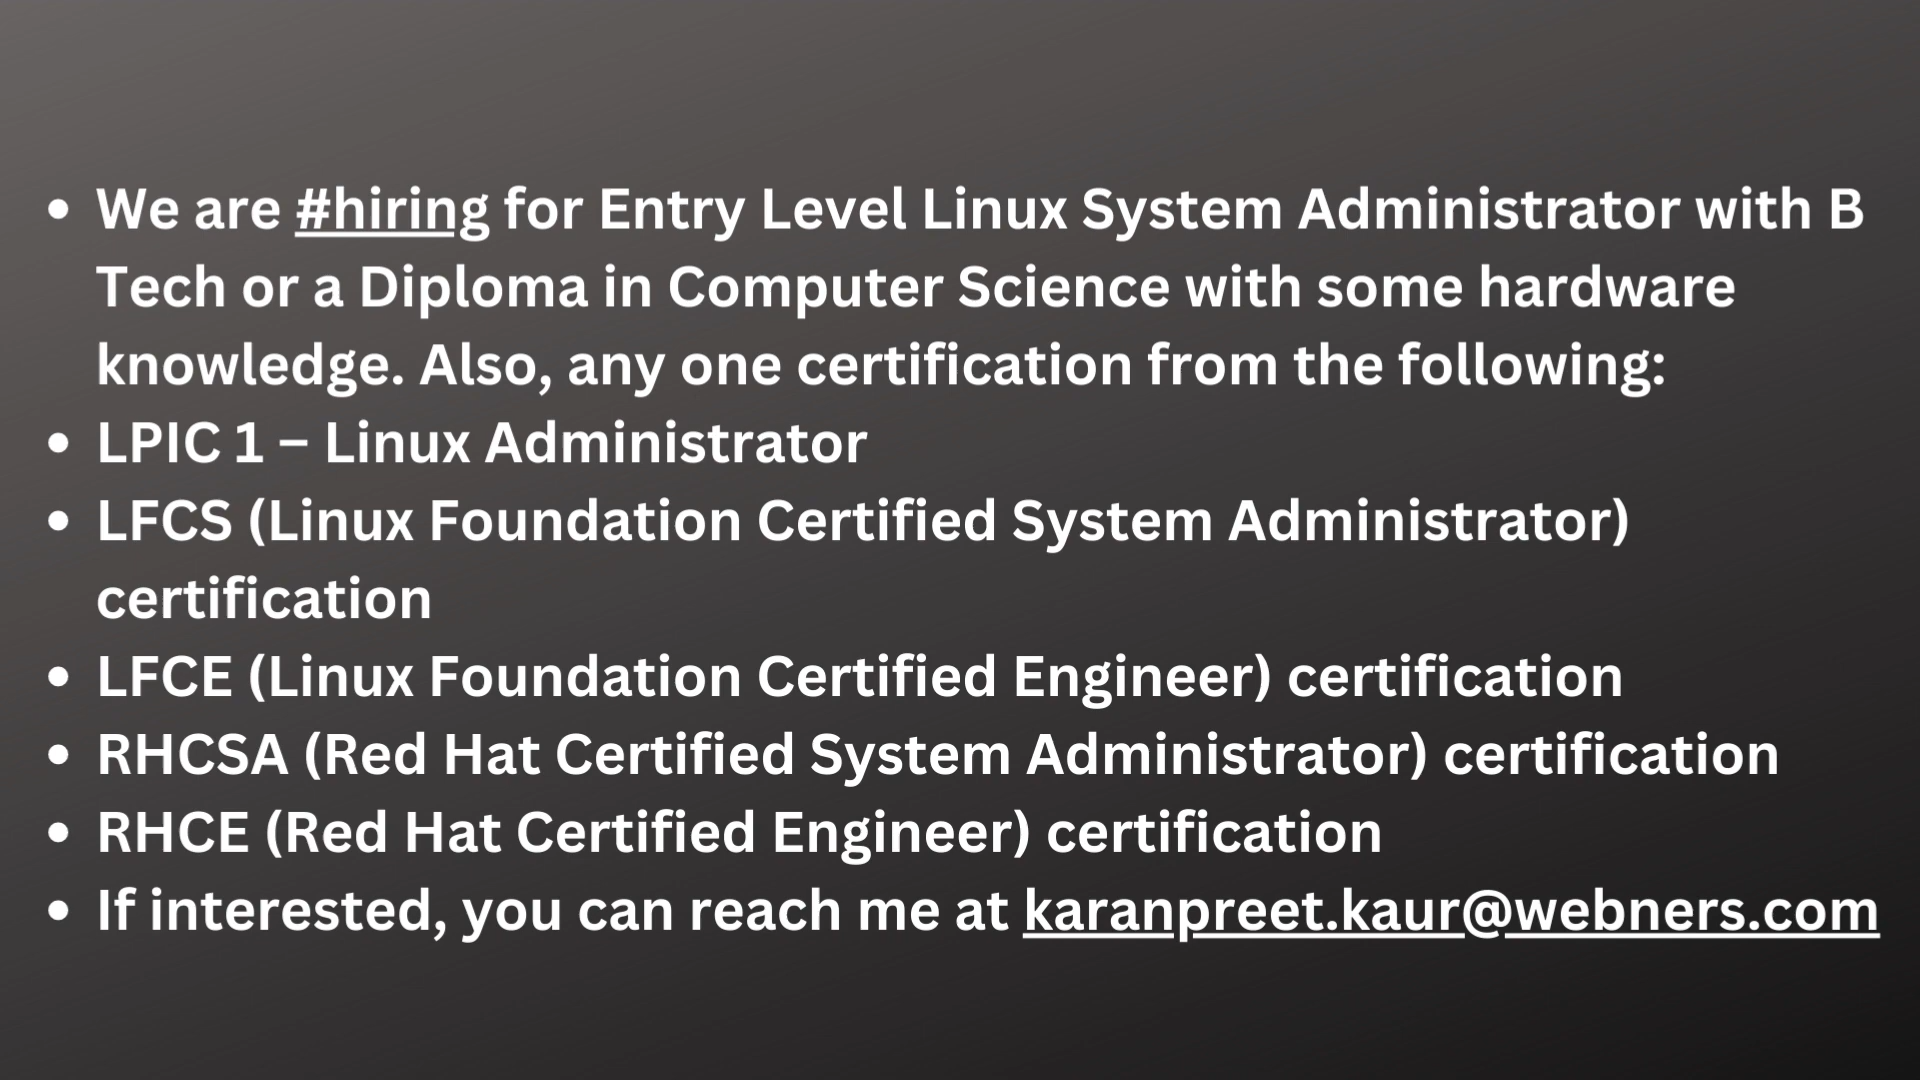 • We are #hiring for Entry Level Linux System Administrator with B
Tech or a Diploma in Computer Science with some hardware
knowledge. Also, any one certification from the following:
• LPIC 1 – Linux Administrator
• LFCS (Linux Foundation Certified System Administrator)
certification
• LFCE (Linux Foundation Certified Engineer) certification
• RHCSA (Red Hat Certified System Administrator) certification
• RHCE (Red Hat Certified Engineer) certification
• If interested, you can reach me at karanpreet.kaur@webners.com